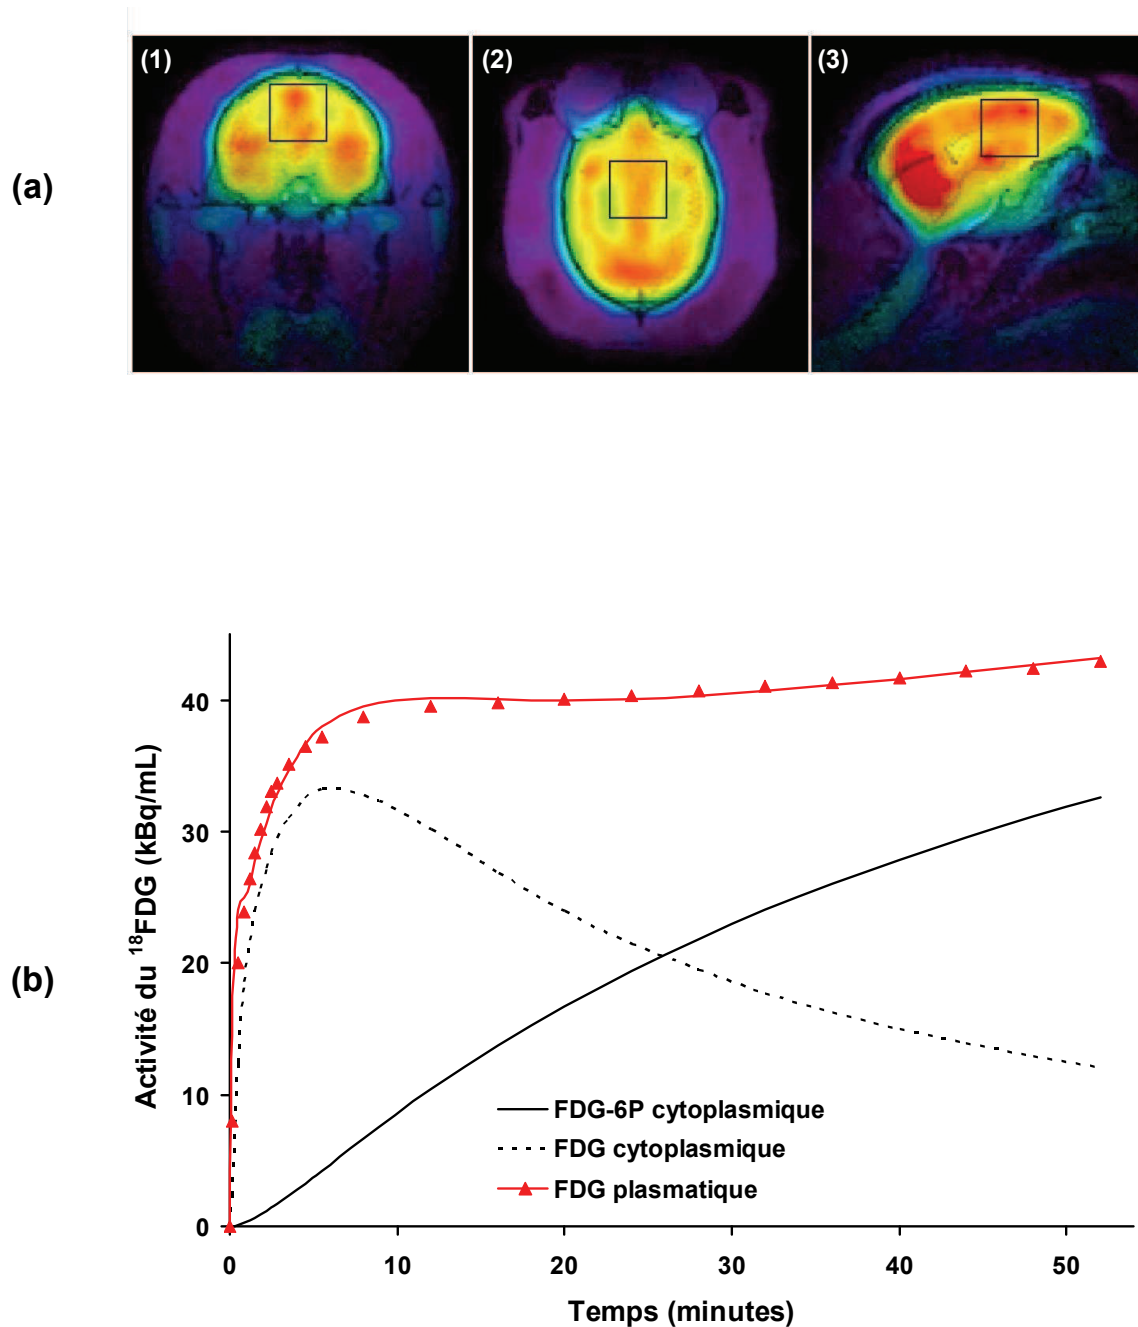 (1)
(2)
(3)
(a)
Activité du ¹⁸FDG (kBq/mL)
40
30
20
10
0
(b)
FDG-6P cytoplasmique
FDG cytoplasmique
FDG plasmatique
0
10
20
30
40
50
Temps (minutes)